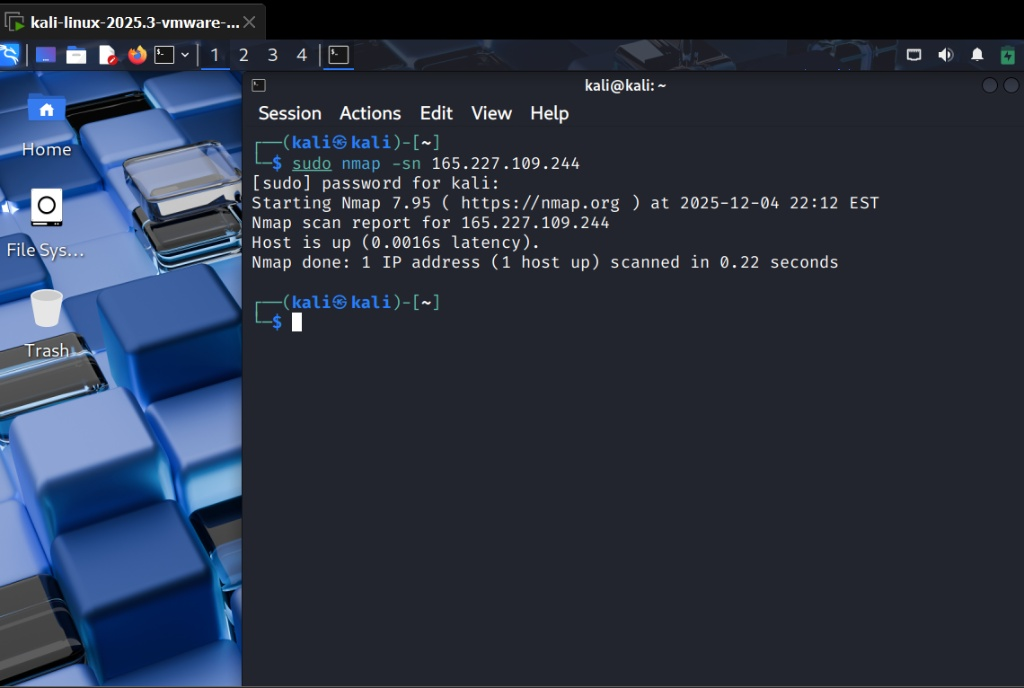 kali-linux-2025.3-vmware-...
1 2 3 4
kali@kali: ~
Session Actions Edit View Help
Home
File Sys...
Trash
┌──(kali㉿kali)-[~]
└─$ sudo nmap -sn 165.227.109.244
[sudo] password for kali:
Starting Nmap 7.95 ( https://nmap.org ) at 2025-12-04 22:12 EST
Nmap scan report for 165.227.109.244
Host is up (0.0016s latency).
Nmap done: 1 IP address (1 host up) scanned in 0.22 seconds
┌──(kali㉿kali)-[~]
└─$